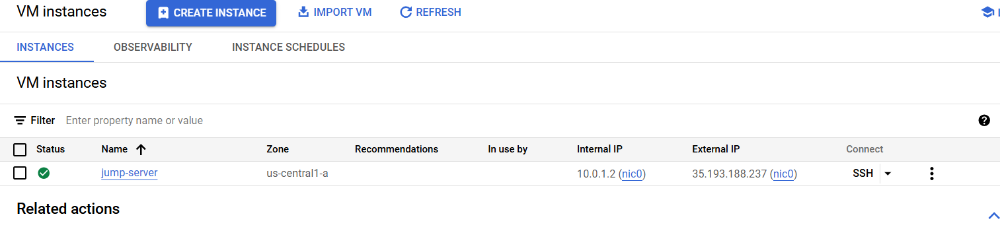 VM instances CREATE INSTANCE IMPORT VM REFRESH
INSTANCES OBSERVABILITY INSTANCE SCHEDULES
VM instances
Filter Enter property name or value
Status Name Zone Recommendations In use by Internal IP External IP Connect
jump-server us-central1-a 10.0.1.2 (nic0) 35.193.188.237 (nic0) SSH
Related actions